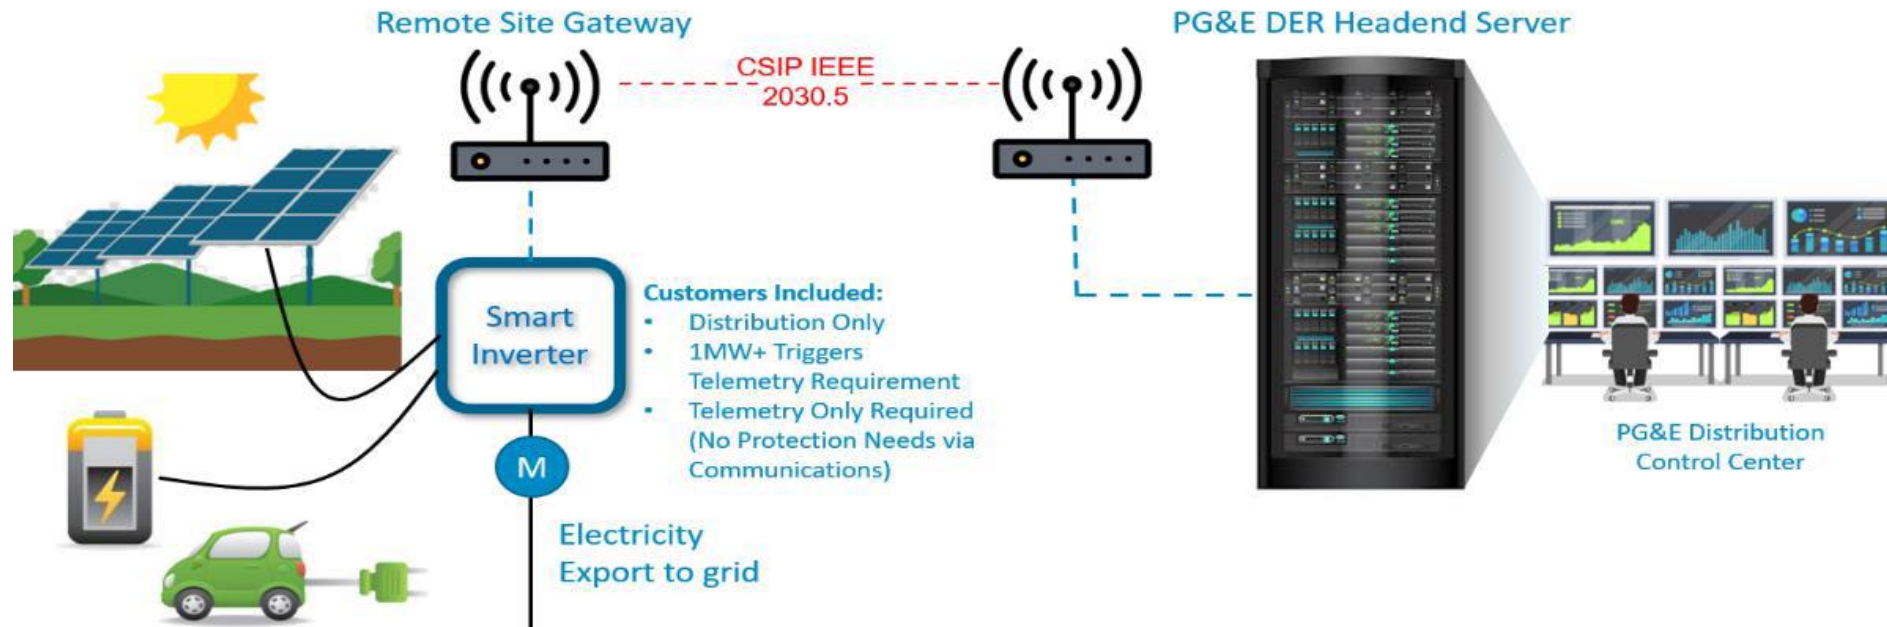 Remote Site Gateway
PG&E DER Headend Server
CSIP IEEE
2030.5
Smart
Inverter
Customers Included:
• Distribution Only
• 1MW+ Triggers
Telemetry Requirement
• Telemetry Only Required
(No Protection Needs via
Communications)
M
Electricity
Export to grid
PG&E Distribution
Control Center